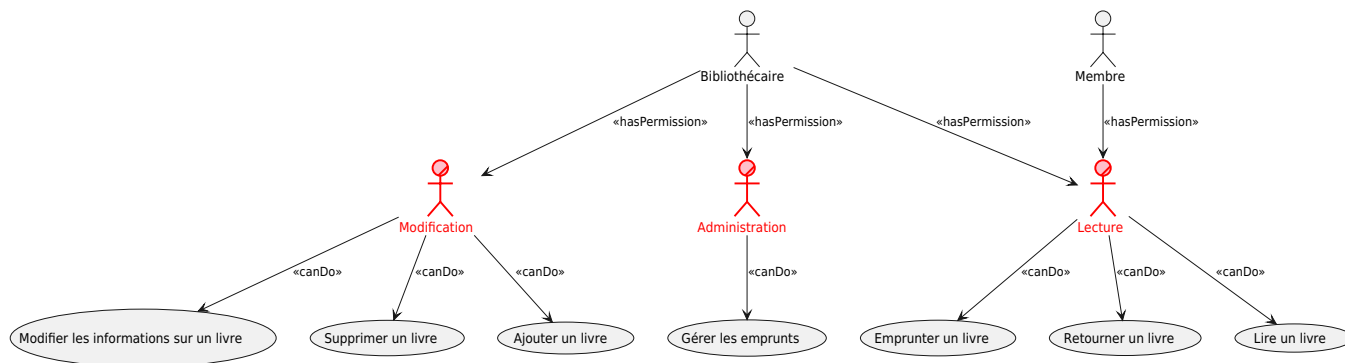 Bibliothécaire
Membre
«hasPermission»
«hasPermission»
«hasPermission»
«hasPermission»
Modification
Administration
Lecture
«canDo»
«canDo»
«canDo»
«canDo»
«canDo»
«canDo»
«canDo»
Modifier les informations sur un livre
Supprimer un livre
Ajouter un livre
Gérer les emprunts
Emprunter un livre
Retourner un livre
Lire un livre